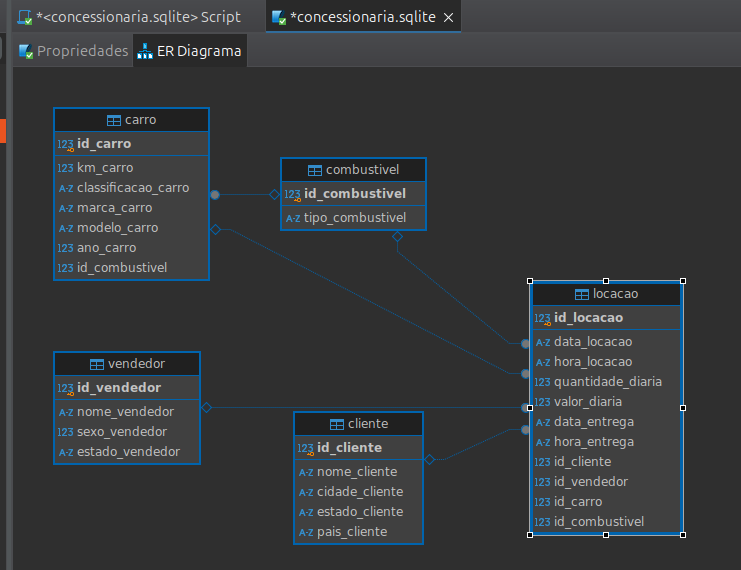 *<concessionaria.sqlite> Script
*concessionaria.sqlite
Propriedades
ER Diagrama
carro
123 id_carro
123 km_carro
A-Z classificacao_carro
A-Z marca_carro
A-Z modelo_carro
123 ano_carro
123 id_combustivel
combustivel
123 id_combustivel
A-Z tipo_combustivel
locacao
123 id_locacao
A-Z data_locacao
A-Z hora_locacao
123 quantidade_diaria
123 valor_diaria
A-Z data_entrega
A-Z hora_entrega
123 id_cliente
123 id_vendedor
123 id_carro
123 id_combustivel
vendedor
123 id_vendedor
A-Z nome_vendedor
123 sexo_vendedor
A-Z estado_vendedor
cliente
123 id_cliente
A-Z nome_cliente
A-Z cidade_cliente
A-Z estado_cliente
A-Z pais_cliente